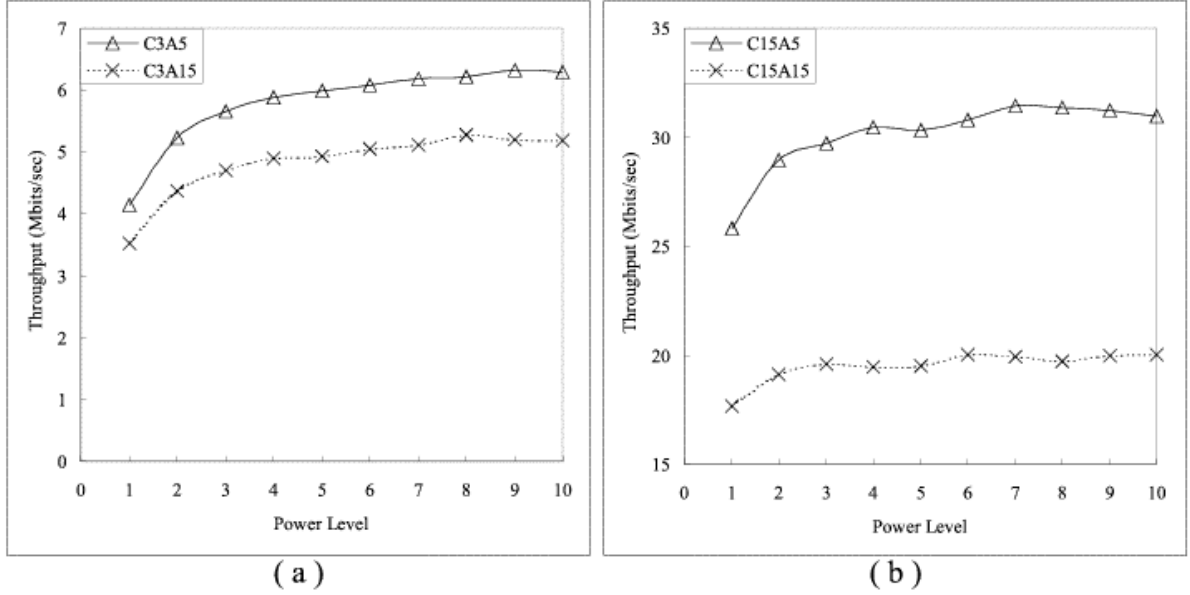 7
6
5
4
3
2
1
0
C3A5
C3A15
Throughput (Mbits/sec)
0 1 2 3 4 5 6 7 8 9 10
Power Level
( a )
35
30
25
20
15
C15A5
C15A15
Throughput (Mbits/sec)
0 1 2 3 4 5 6 7 8 9 10
Power Level
( b )